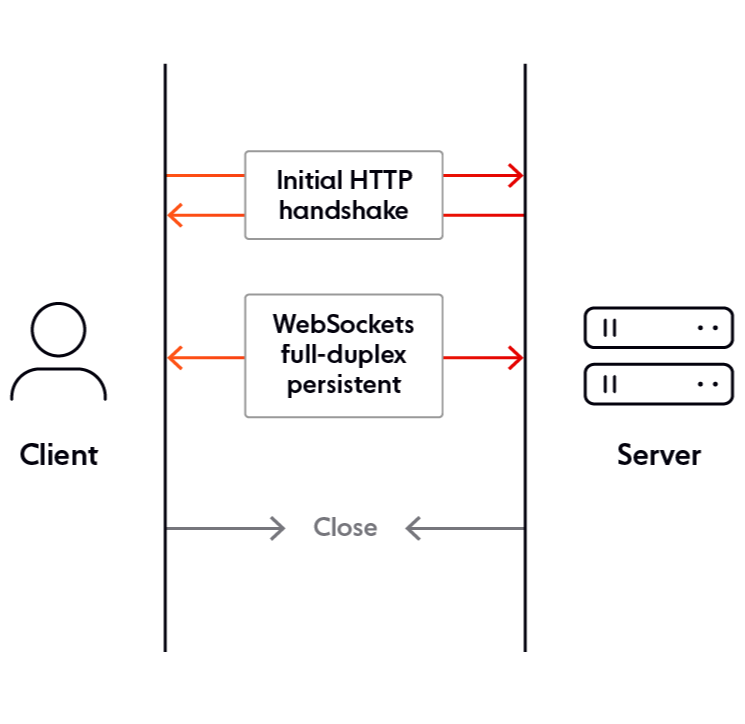 Initial HTTP
handshake
WebSockets
full-duplex
persistent
Client
Server
Close